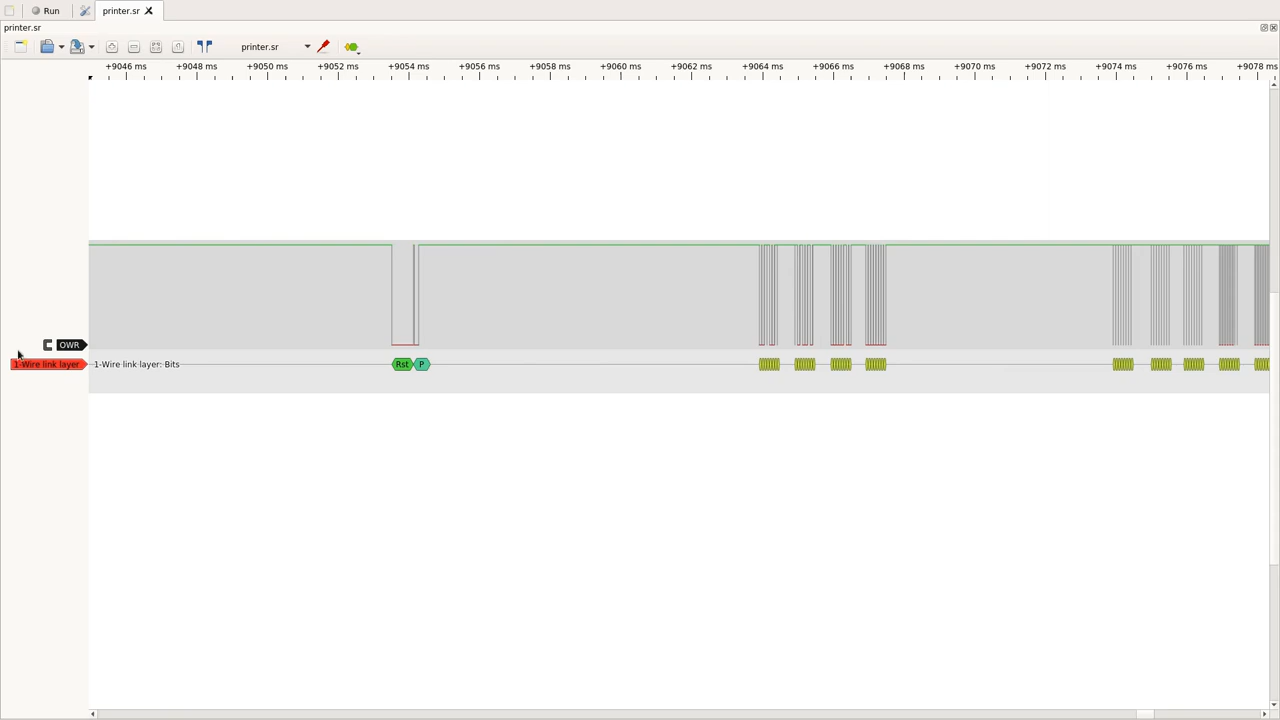 Run printer.sr
printer.sr
printer.sr
+9046 ms +9048 ms +9050 ms +9052 ms +9054 ms +9056 ms +9058 ms +9060 ms +9062 ms +9064 ms +9066 ms +9068 ms +9070 ms +9072 ms +9074 ms +9076 ms +9078 ms
OWR
1-Wire link layer 1-Wire link layer: Bits Rst P